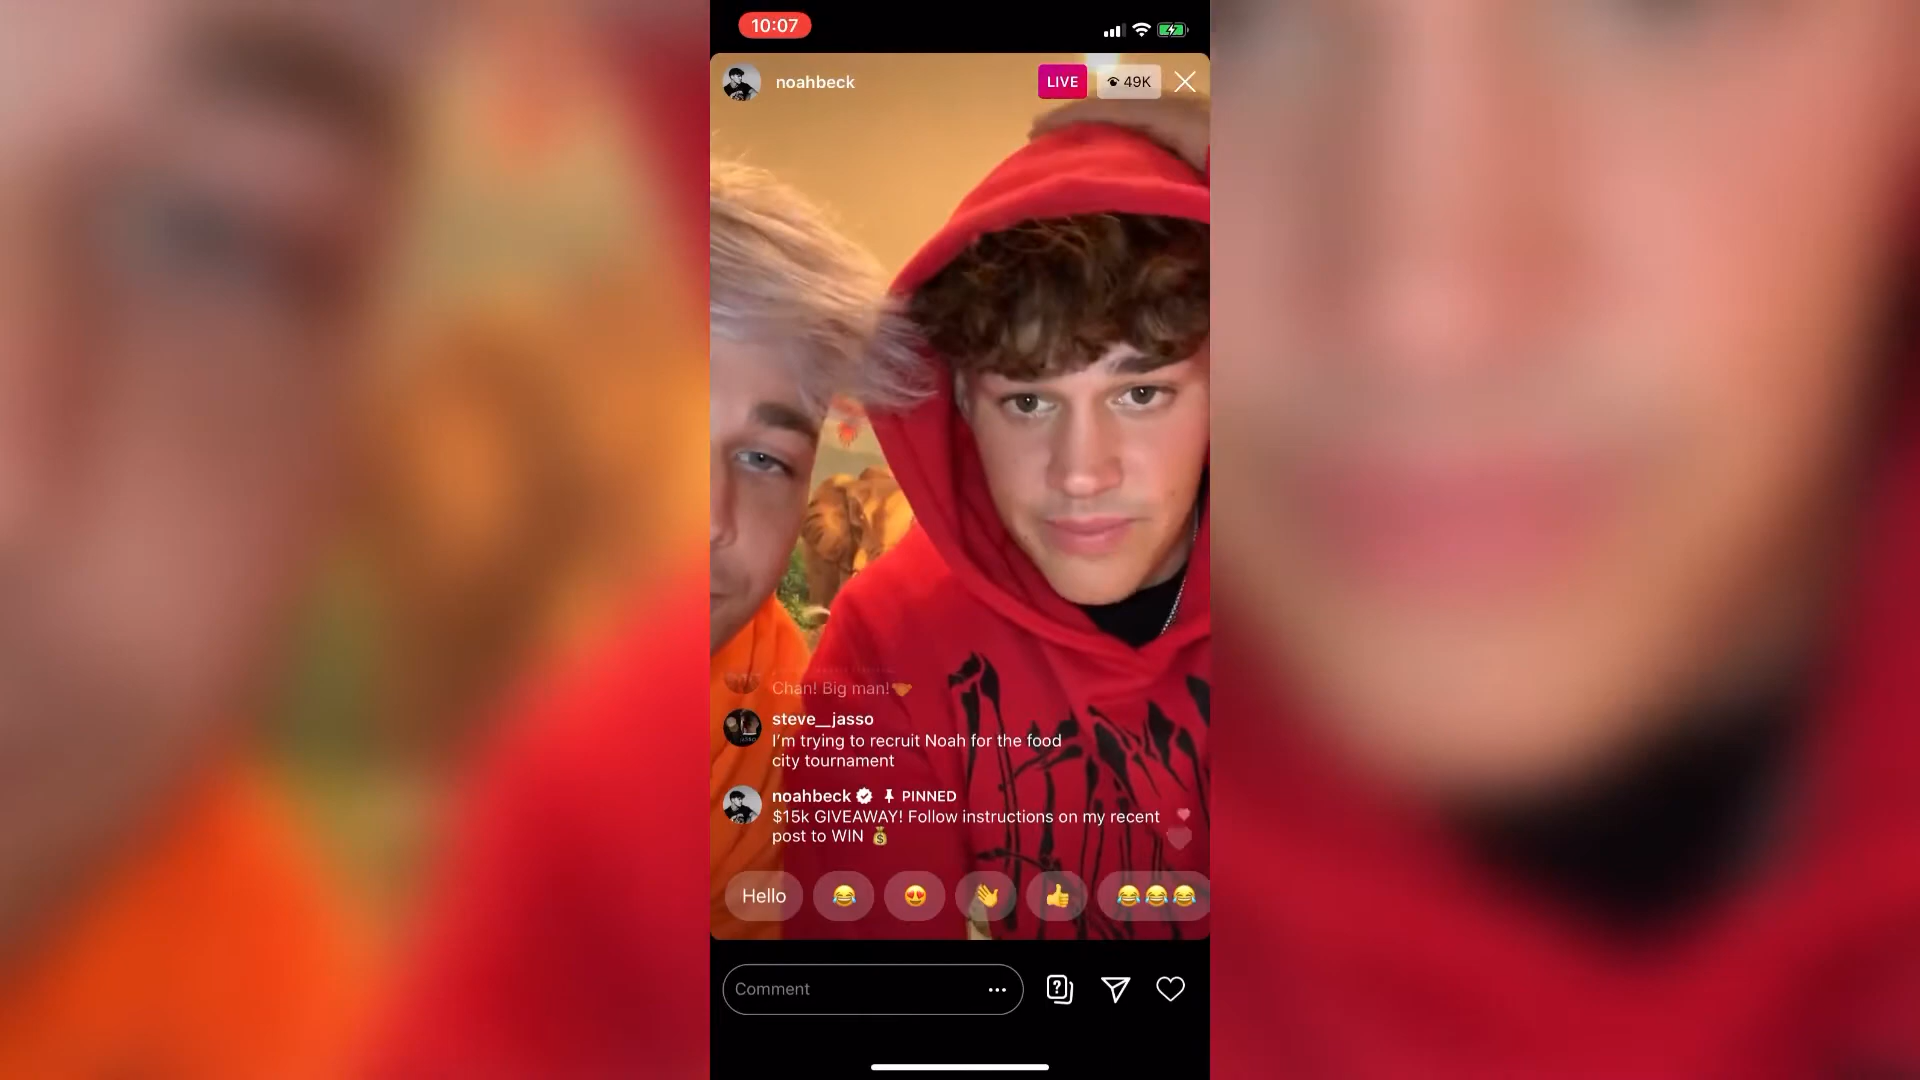 10:07
noahbeck
LIVE
49K
Chan! Big man!🤝
steve__jasso
I'm trying to recruit Noah for the food
city tournament
noahbeck PINNED
$15k GIVEAWAY! Follow instructions on my recent
post to WIN 💰
Hello 😂 😍 👋 👍 😂😂😂
Comment